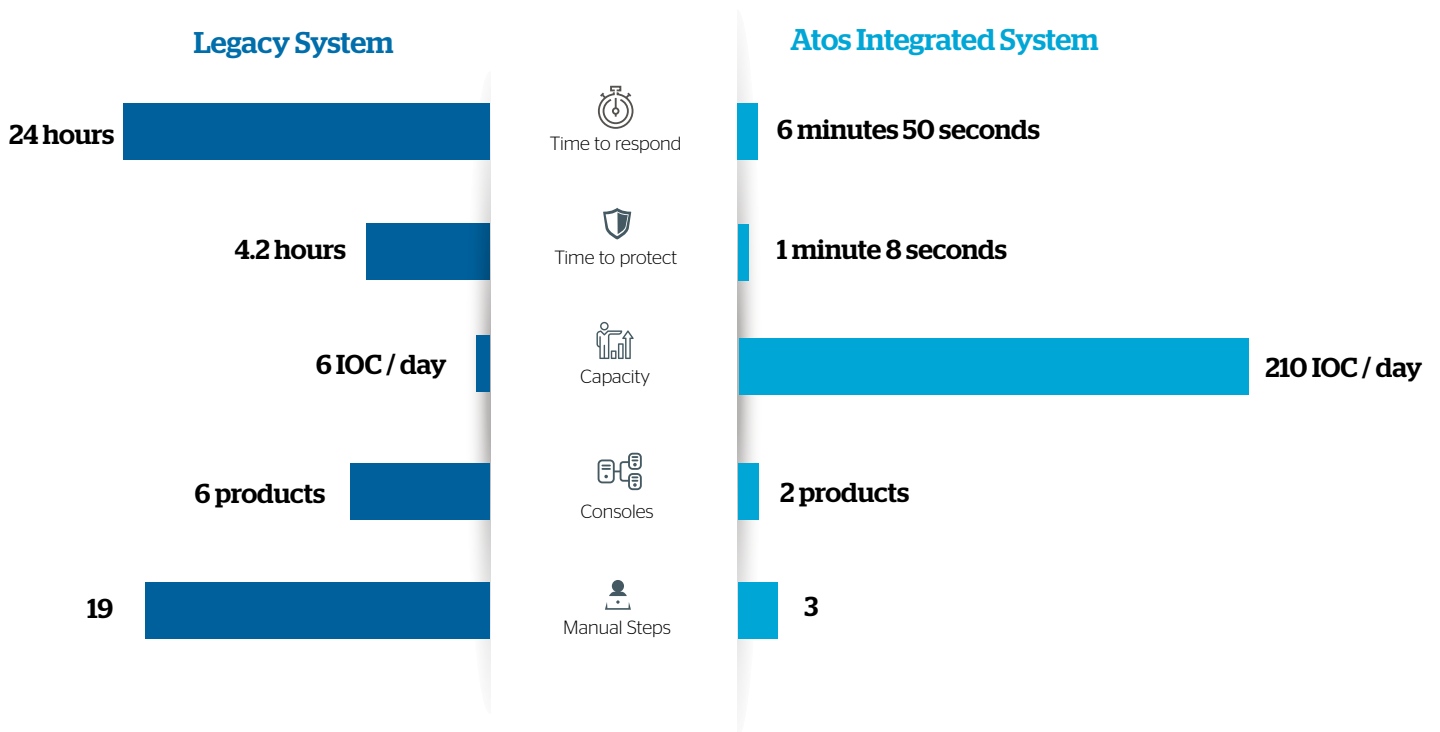 Legacy System
Atos Integrated System
24 hours
Time to respond
6 minutes 50 seconds
4.2 hours
Time to protect
1 minute 8 seconds
6 IOC / day
Capacity
210 IOC / day
6 products
Consoles
2 products
19
Manual Steps
3